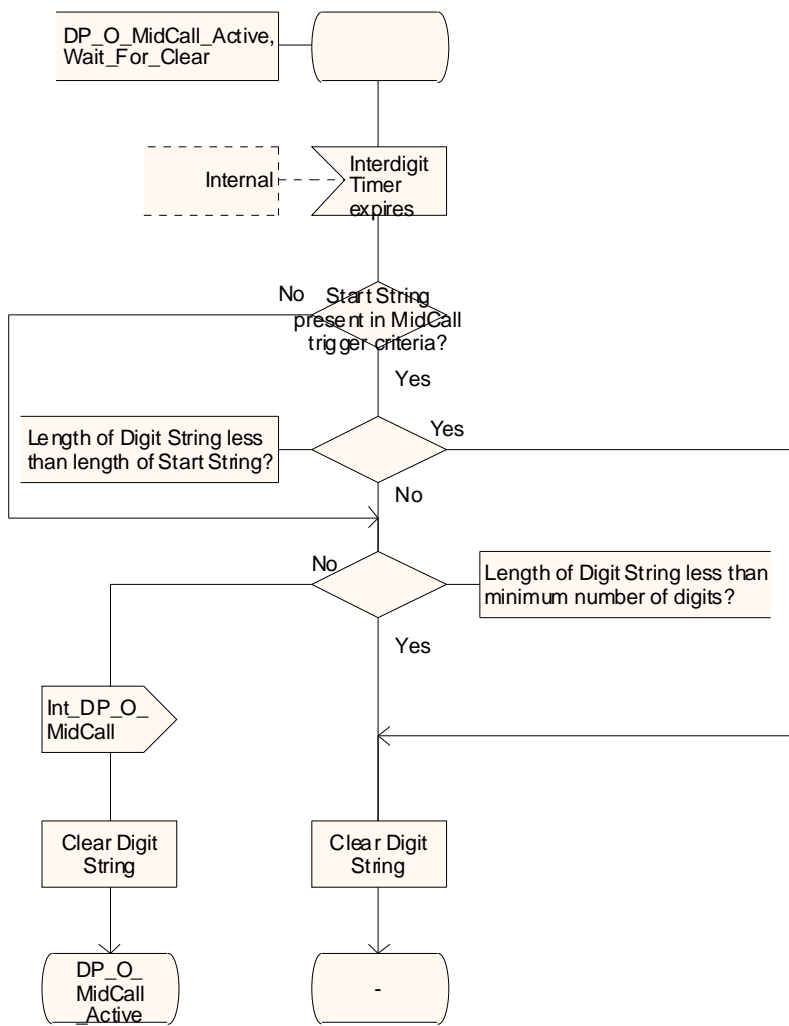 DP_O_MidCall_Active,
Wait_For_Clear
Internal
Interdigit
Timer
expires
No
Start String
present in MidCall
trigger criteria?
Yes
Length of Digit String less
than length of Start String?
Yes
No
No
Length of Digit String less than
minimum number of digits?
Yes
Int_DP_O_
MidCall
Clear Digit
String
Clear Digit
String
DP_O_
MidCall
_Active
-